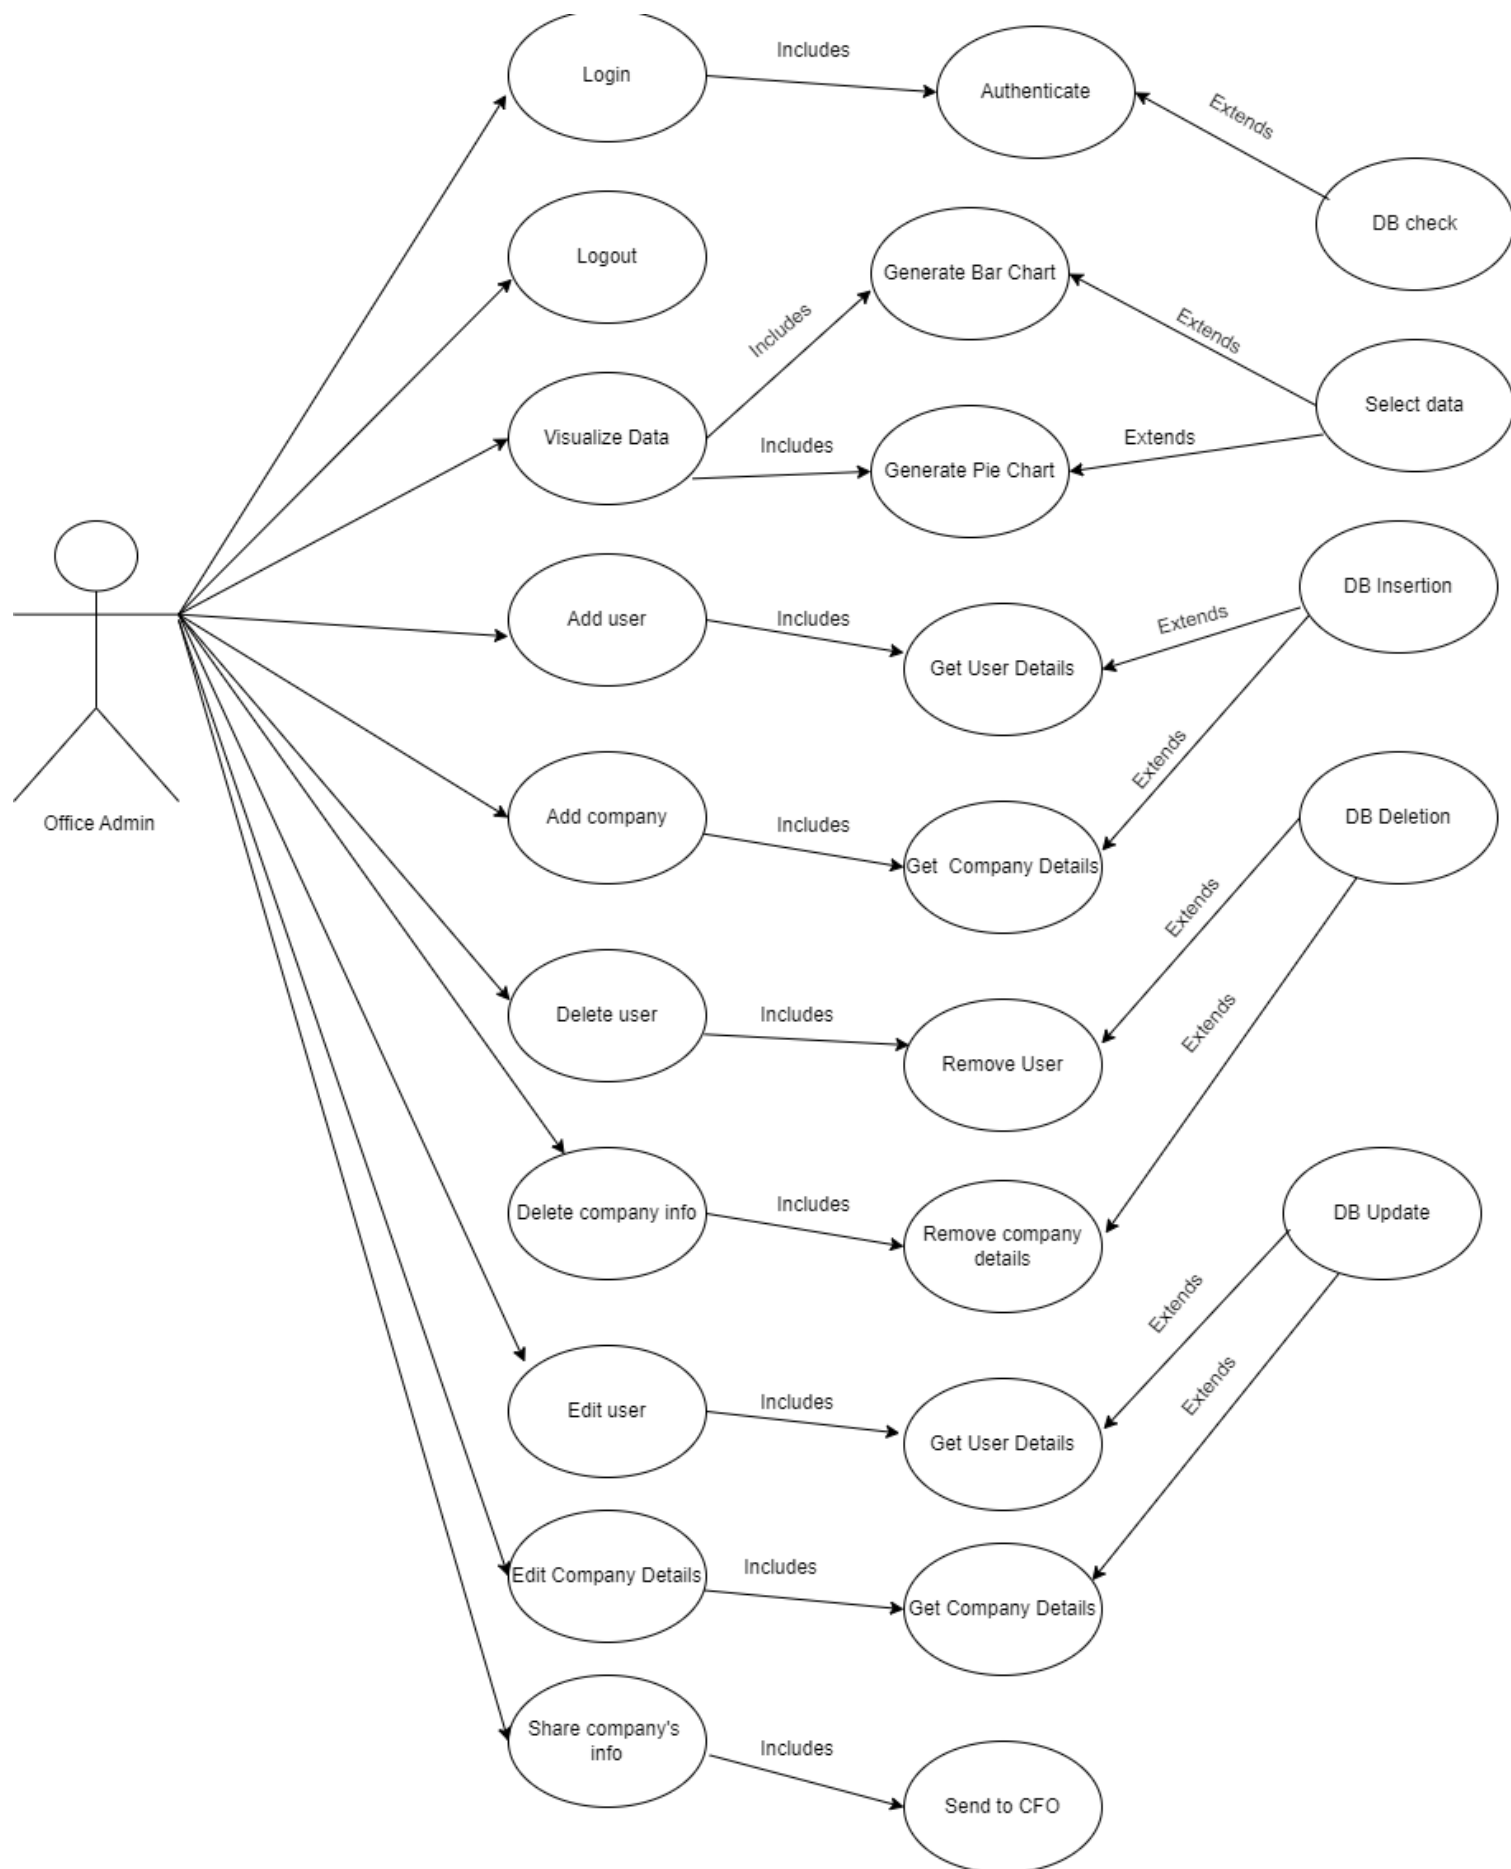 Login
Includes
Authenticate
Extends
DB check
Logout
Generate Bar Chart
Includes
Extends
Select data
Visualize Data
Includes
Generate Pie Chart
Extends
DB Insertion
Add user
Includes
Get User Details
Extends
Extends
Office Admin
Add company
Includes
Get  Company Details
DB Deletion
Extends
Delete user
Includes
Remove User
Extends
Delete company info
Includes
Remove company
details
DB Update
Extends
Extends
Edit user
Includes
Get User Details
Edit Company Details
Includes
Get Company Details
Share company's
info
Includes
Send to CFO